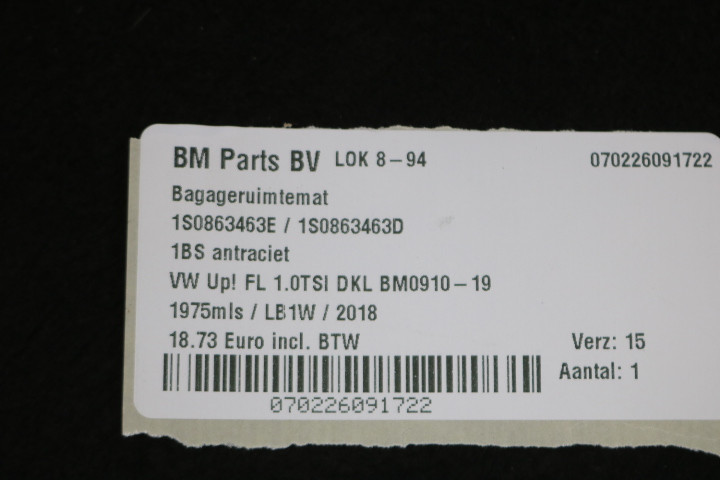 BM Parts BV LOK 8-94 070226091722
Bagageruimtemat
1S0863463E / 1S0863463D
1BS antraciet
VW Up! FL 1.0TSI DKL BM0910-19
1975mls / LB1W / 2018
18.73 Euro incl. BTW Verz: 15
Aantal: 1
070226091722